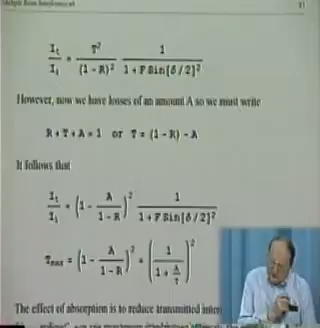 Multiple Beam Interference.nb
I_t / I_i = T^2 / (1 - R)^2 1 / 1 + F Sin[δ / 2]^2
However, now we have losses of an amount A so we must write
R + T + A = 1 or T = (1 - R) - A
It follows that
I_t / I_i = (1 - A / 1 - R)^2 1 / 1 + F Sin[δ / 2]^2
T_max = (1 - A / 1 - R)^2 = (1 / 1 + A / T)^2
The effect of absorption is to reduce transmitted